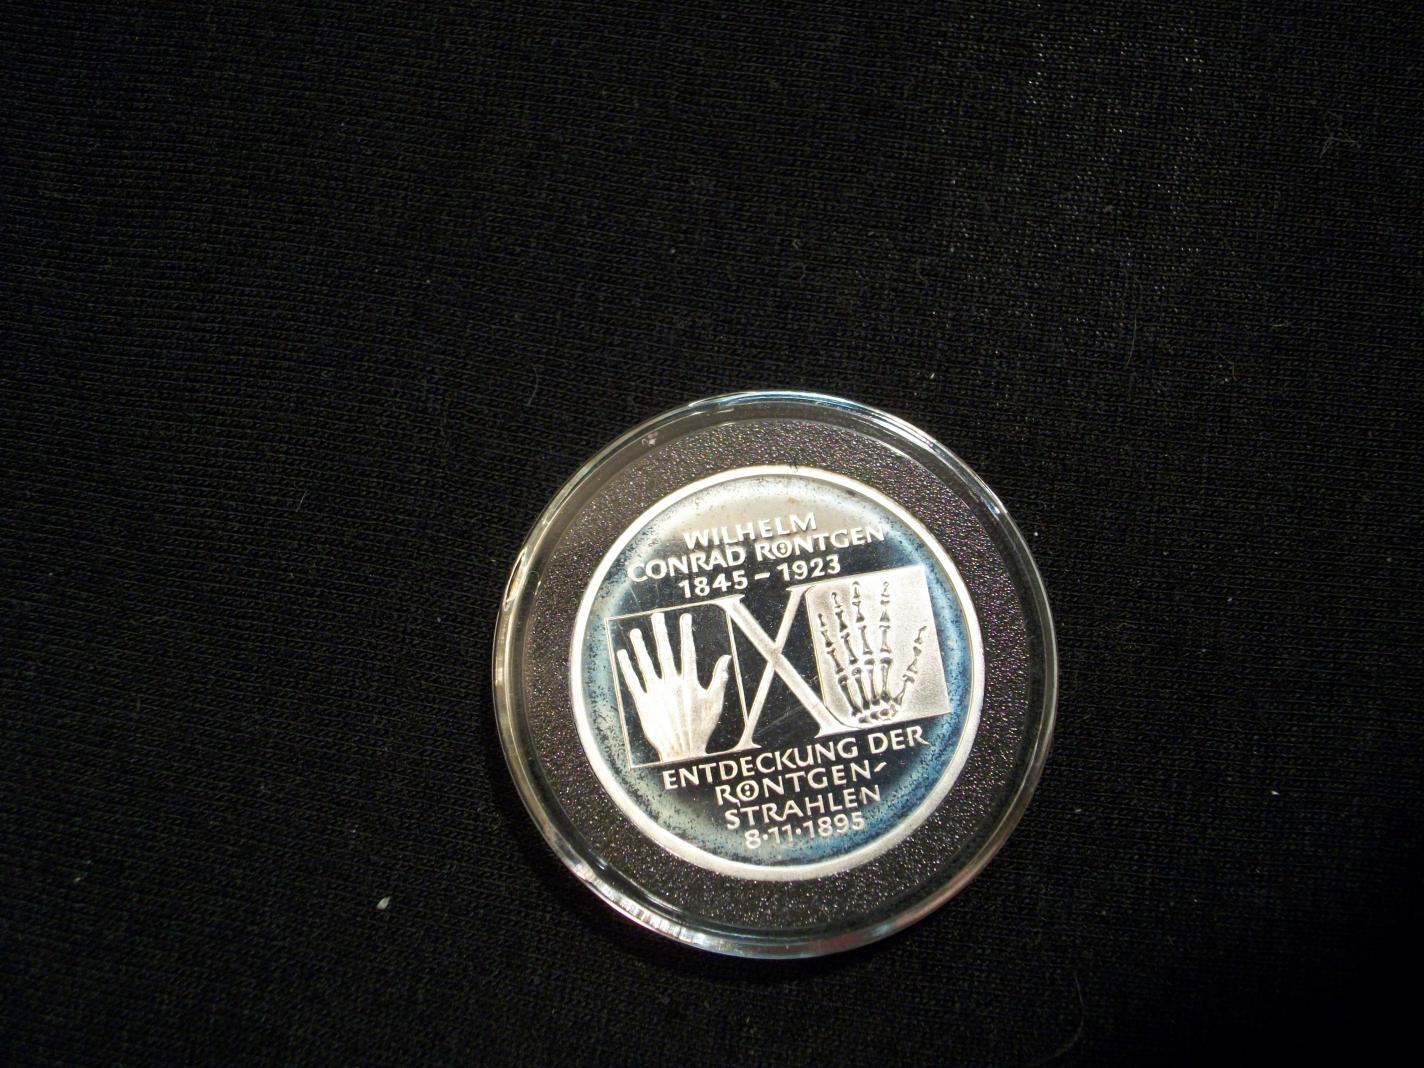 WILHELM
CONRAD RÖNTGEN
1845 – 1923
X
ENTDECKUNG DER
RÖNTGEN-
STRAHLEN
8·11·1895